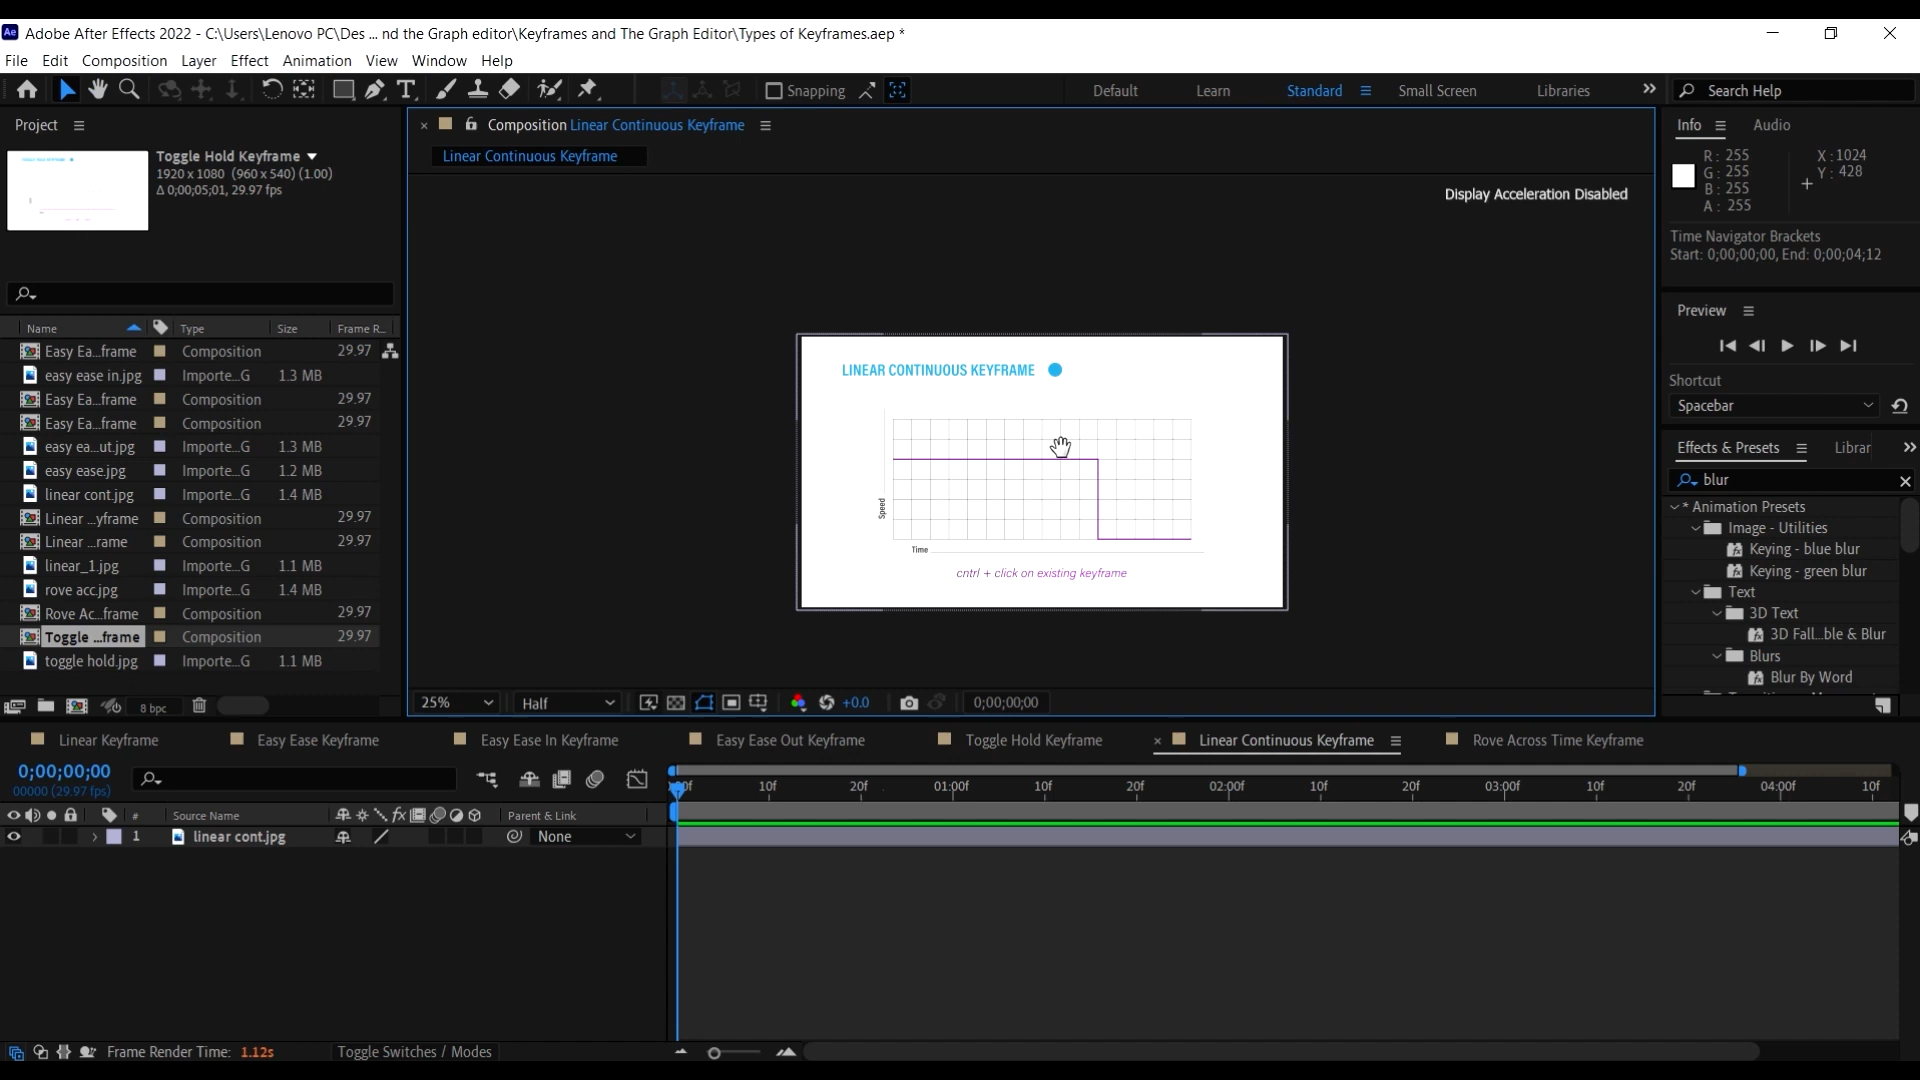 Adobe After Effects 2022 - C:\Users\Lenovo PC\Des ... nd the Graph editor\Keyframes and The Graph Editor\Types of Keyframes.aep *
File Edit Composition Layer Effect Animation View Window Help
Snapping Default Learn Standard Small Screen Libraries Search Help
Project
Toggle Hold Keyframe
1920 x 1080 (960 x 540) (1.00)
Δ 0;00;05;01, 29.97 fps
Name Type Size Frame R...
Easy Ea...frame Composition 29.97
easy ease in.jpg Importe...G 1.3 MB
Easy Ea...frame Composition 29.97
Easy Ea...frame Composition 29.97
easy ea...ut.jpg Importe...G 1.3 MB
easy ease.jpg Importe...G 1.2 MB
linear cont.jpg Importe...G 1.4 MB
Linear ...yframe Composition 29.97
Linear ...rame Composition 29.97
linear_1.jpg Importe...G 1.1 MB
rove acc.jpg Importe...G 1.4 MB
Rove Ac...frame Composition 29.97
Toggle ...frame Composition 29.97
toggle hold.jpg Importe...G 1.1 MB
8 bpc
Composition Linear Continuous Keyframe
Linear Continuous Keyframe
Display Acceleration Disabled
LINEAR CONTINUOUS KEYFRAME
Speed
Time
cntrl + click on existing keyframe
25% Half +0.0 0;00;00;00
Info Audio
R: 255 X: 1024
G: 255 Y: 428
B: 255
A: 255
Time Navigator Brackets
Start: 0;00;00;00, End: 0;00;04;12
Preview
Shortcut
Spacebar
Effects & Presets Librar
blur
* Animation Presets
Image - Utilities
Keying - blue blur
Keying - green blur
Text
3D Text
3D Fall...ble & Blur
Blurs
Blur By Word
Linear Keyframe Easy Ease Keyframe Easy Ease In Keyframe Easy Ease Out Keyframe Toggle Hold Keyframe Linear Continuous Keyframe Rove Across Time Keyframe
0;00;00;00
00000 (29.97 fps)
10f 20f 01:00f 10f 20f 02:00f 10f 20f 03:00f 10f 20f 04:00f 10f
# Source Name Parent & Link
1 linear cont.jpg None
Frame Render Time: 1.12s Toggle Switches / Modes